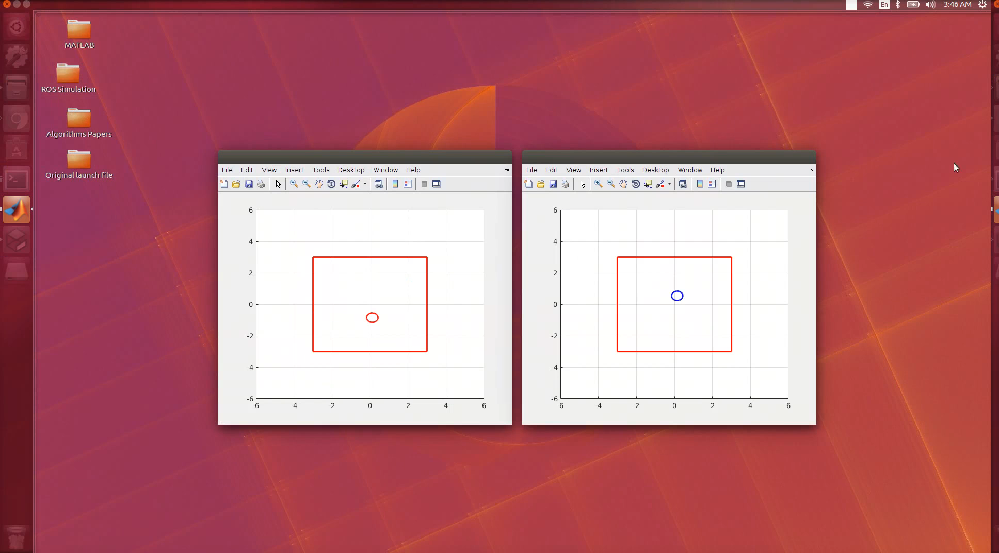 En 3:46 AM
MATLAB
ROS Simulation
Algorithms Papers
Original launch file
File Edit View Insert Tools Desktop Window Help
6
4
2
0
-2
-4
-6
-6 -4 -2 0 2 4 6
File Edit View Insert Tools Desktop Window Help
6
4
2
0
-2
-4
-6
-6 -4 -2 0 2 4 6